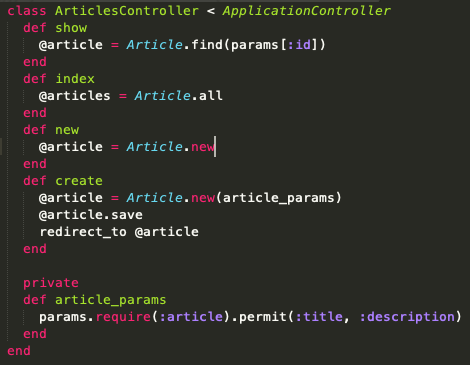 class ArticlesController < ApplicationController
  def show
    @article = Article.find(params[:id])
  end
  def index
    @articles = Article.all
  end
  def new
    @article = Article.new
  end
  def create
    @article = Article.new(article_params)
    @article.save
    redirect_to @article
  end

  private
  def article_params
    params.require(:article).permit(:title, :description)
  end
end